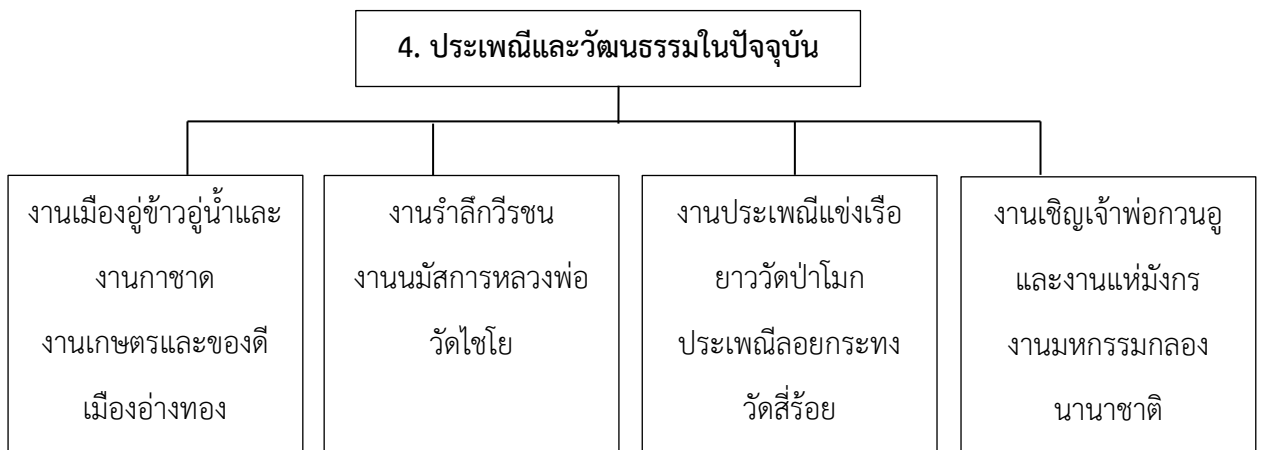 4. ประเพณีและวัฒนธรรมในปัจจุบัน
งานเมืองอู่ข้าวอู่น้ำและ
งานกาชาด
งานเกษตรและของดี
เมืองอ่างทอง
งานรำลึกวีรชน
งานนมัสการหลวงพ่อ
วัดไชโย
งานประเพณีแข่งเรือ
ยาววัดป่าโมก
ประเพณีลอยกระทง
วัดสี่ร้อย
งานเชิญเจ้าพ่อกวนอู
และงานแห่มังกร
งานมหกรรมกลอง
นานาชาติ